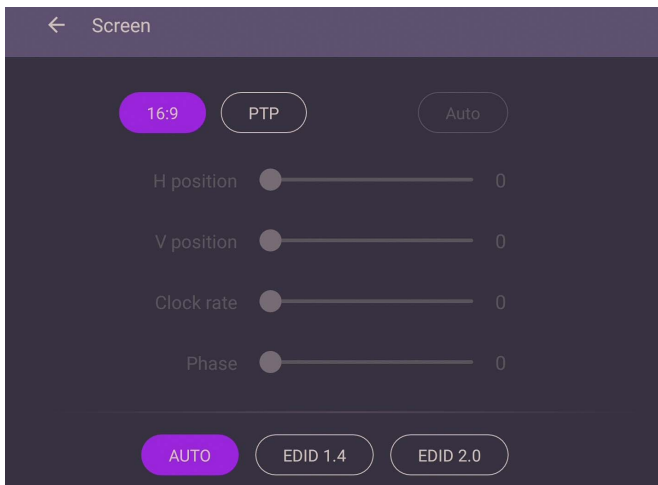 Screen
16:9 PTP Auto
H position 0
V position 0
Clock rate 0
Phase 0
AUTO EDID 1.4 EDID 2.0